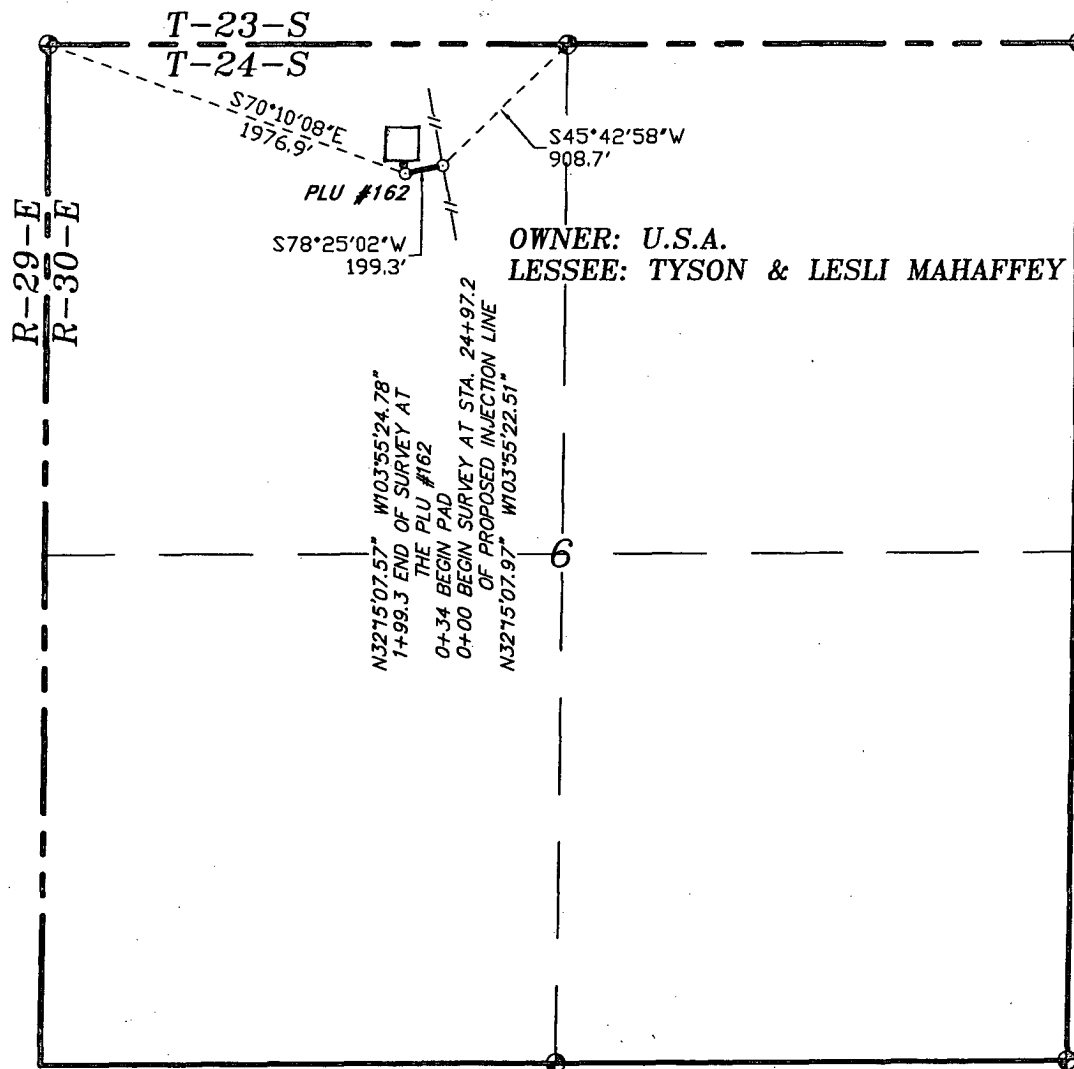 T-23-S
T-24-S
S70°10'08"E
1976.9'
S45°42'58"W
908.7'
PLU #162
S78°25'02"W
199.3'
R-29-E
R-30-E
OWNER: U.S.A.
LESSEE: TYSON & LESLI MAHAFFEY
N32°15'07.57" W103°55'24.78"
1+99.3 END OF SURVEY AT
THE PLU #162
0+34 BEGIN PAD
0+00 BEGIN SURVEY AT STA. 24+97.2
OF PROPOSED INJECTION LINE
N32°15'07.97" W103°55'22.51"
6